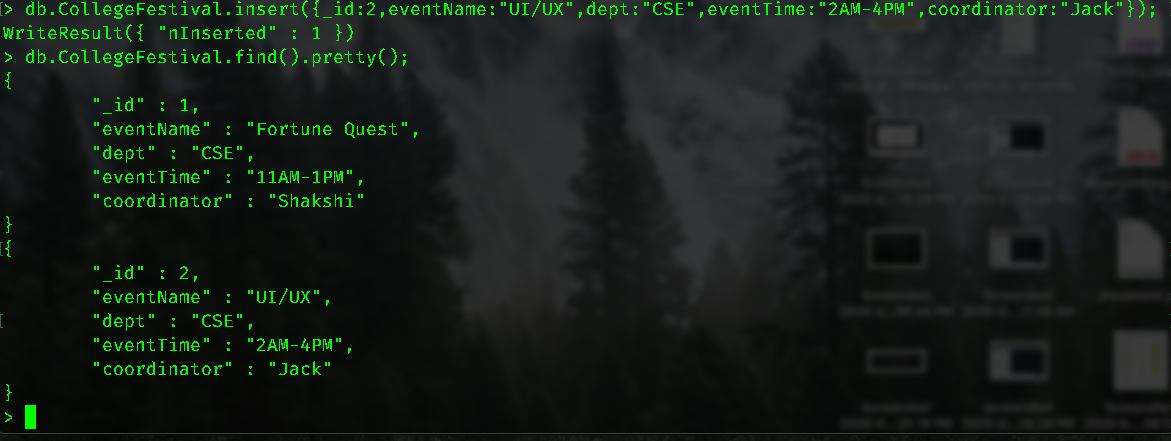 > db.CollegeFestival.insert({_id:2,eventName:"UI/UX",dept:"CSE",eventTime:"2AM-4PM",coordinator:"Jack"});
WriteResult({ "nInserted" : 1 })
> db.CollegeFestival.find().pretty();
{
"_id" : 1,
"eventName" : "Fortune Quest",
"dept" : "CSE",
"eventTime" : "11AM-1PM",
"coordinator" : "Shakshi"
}
{
"_id" : 2,
"eventName" : "UI/UX",
"dept" : "CSE",
"eventTime" : "2AM-4PM",
"coordinator" : "Jack"
}
>